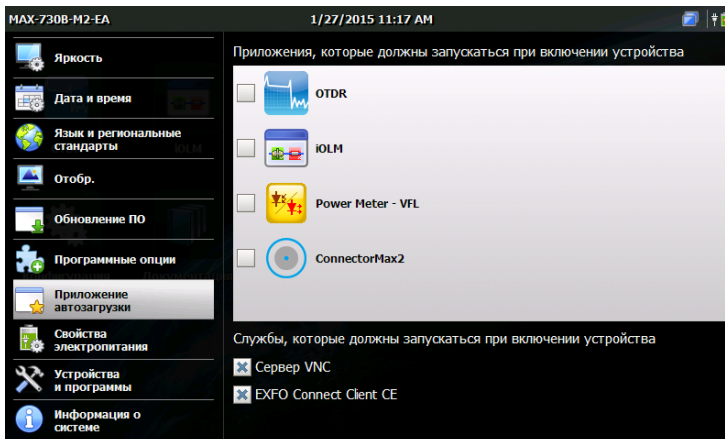 MAX-730B-M2-EA
1/27/2015 11:17 AM
Яркость
Дата и время
Язык и региональные
стандарты
Отобр.
Обновление ПО
Программные опции
Приложение
автозагрузки
Свойства
электропитания
Устройства
и программы
Информация о
системе
Приложения, которые должны запускаться при включении устройства
OTDR
iOLM
Power Meter - VFL
ConnectorMax2
Службы, которые должны запускаться при включении устройства
Сервер VNC
EXFO Connect Client CE